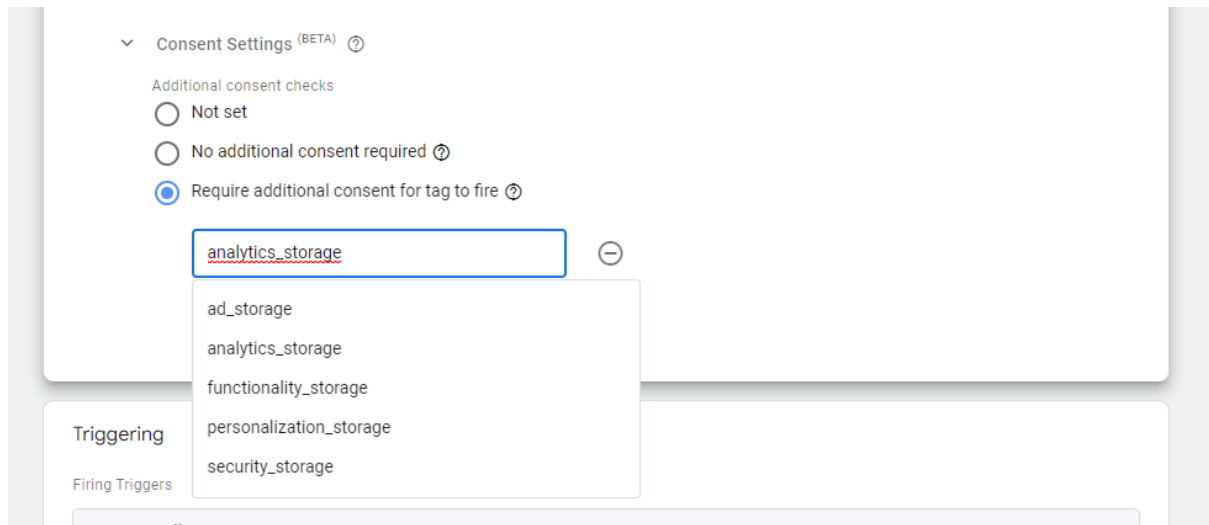 Consent Settings (BETA)
Additional consent checks
Not set
No additional consent required
Require additional consent for tag to fire
analytics_storage
ad_storage
analytics_storage
functionality_storage
personalization_storage
security_storage
Triggering
Firing Triggers